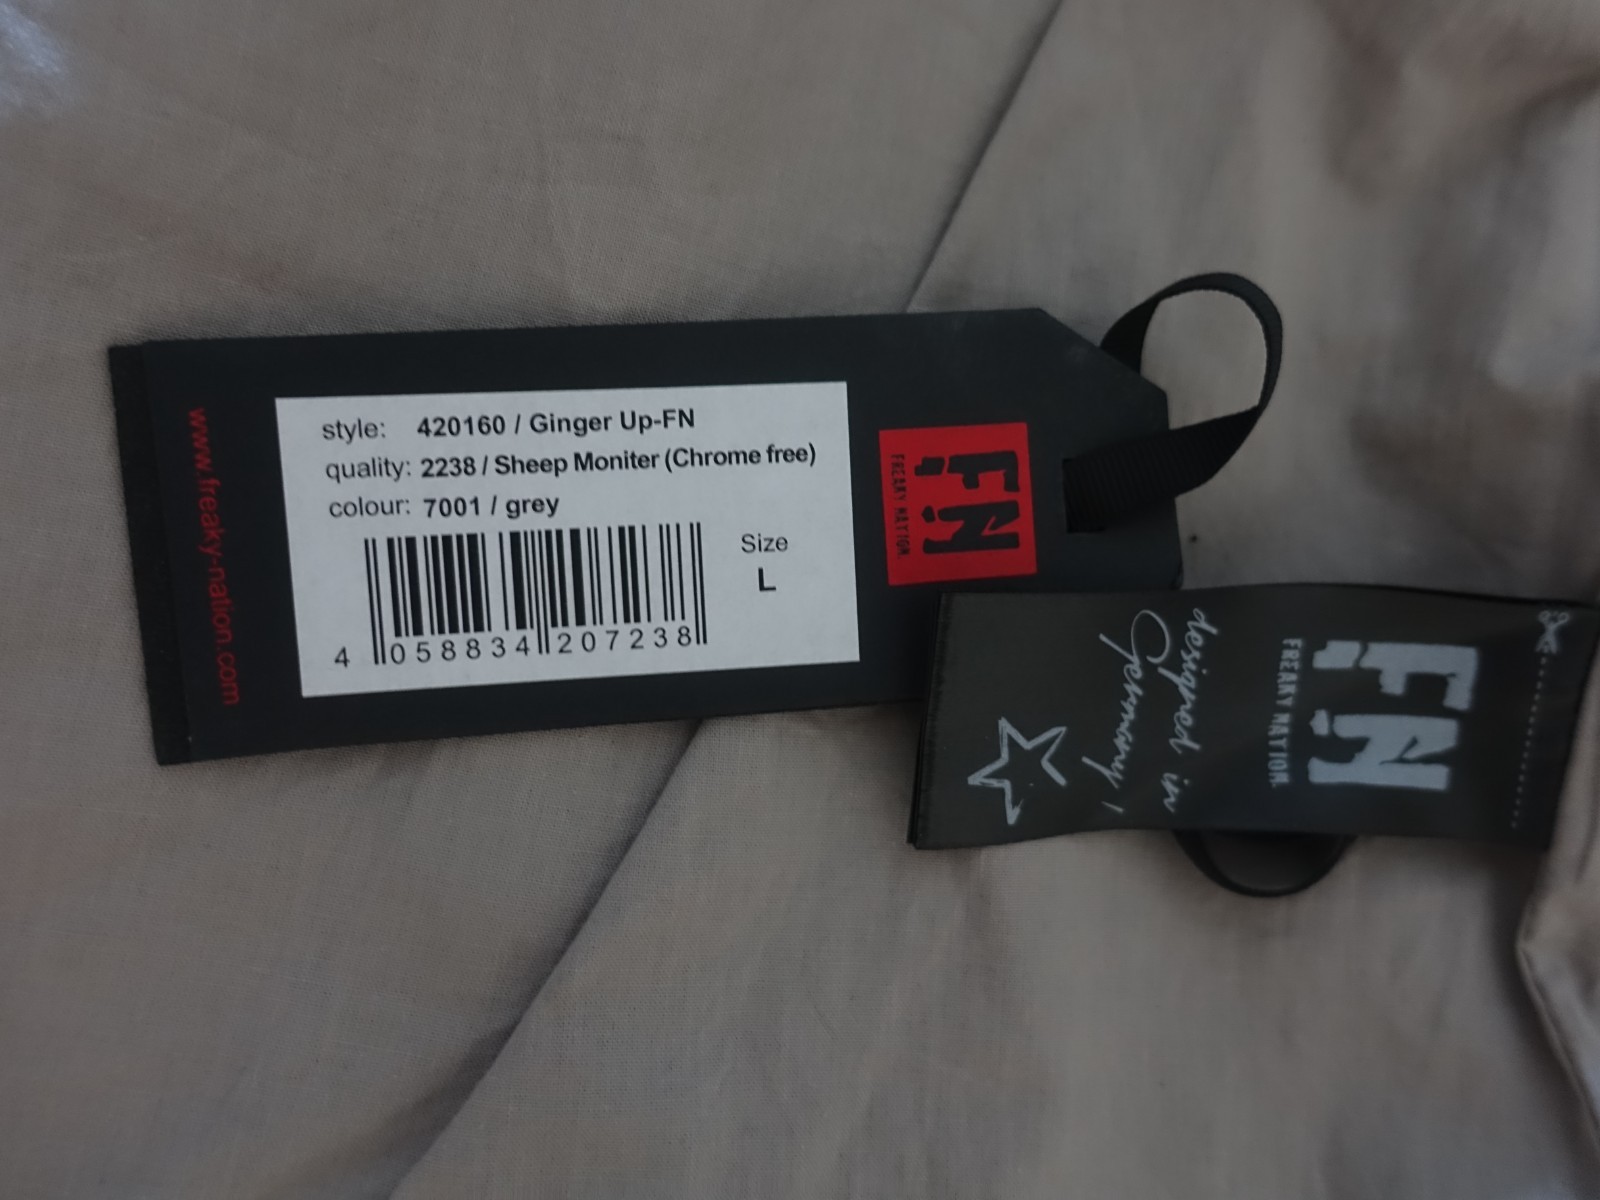 style: 420160 / Ginger Up-FN
quality: 2238 / Sheep Moniter (Chrome free)
colour: 7001 / grey
Size
L
4 058834 207238
www.freaky-nation.com
FN
FREAKY NATION.
FN
FREAKY NATION.
designed in
Germany!